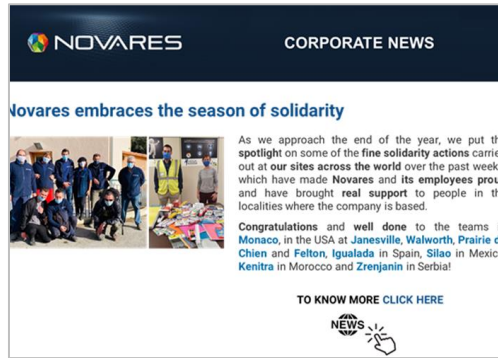 NOVARES
CORPORATE NEWS
Novares embraces the season of solidarity
As we approach the end of the year, we put th
spotlight on some of the fine solidarity actions carrie
out at our sites across the world over the past week
which have made Novares and its employees prou
and have brought real support to people in th
localities where the company is based.
Congratulations and well done to the teams
Monaco, in the USA at Janesville, Walworth, Prairie d
Chien and Felton, Igualada in Spain, Silao in Mexic
Kenitra in Morocco and Zrenjanin in Serbia!
TO KNOW MORE CLICK HERE
NEWS